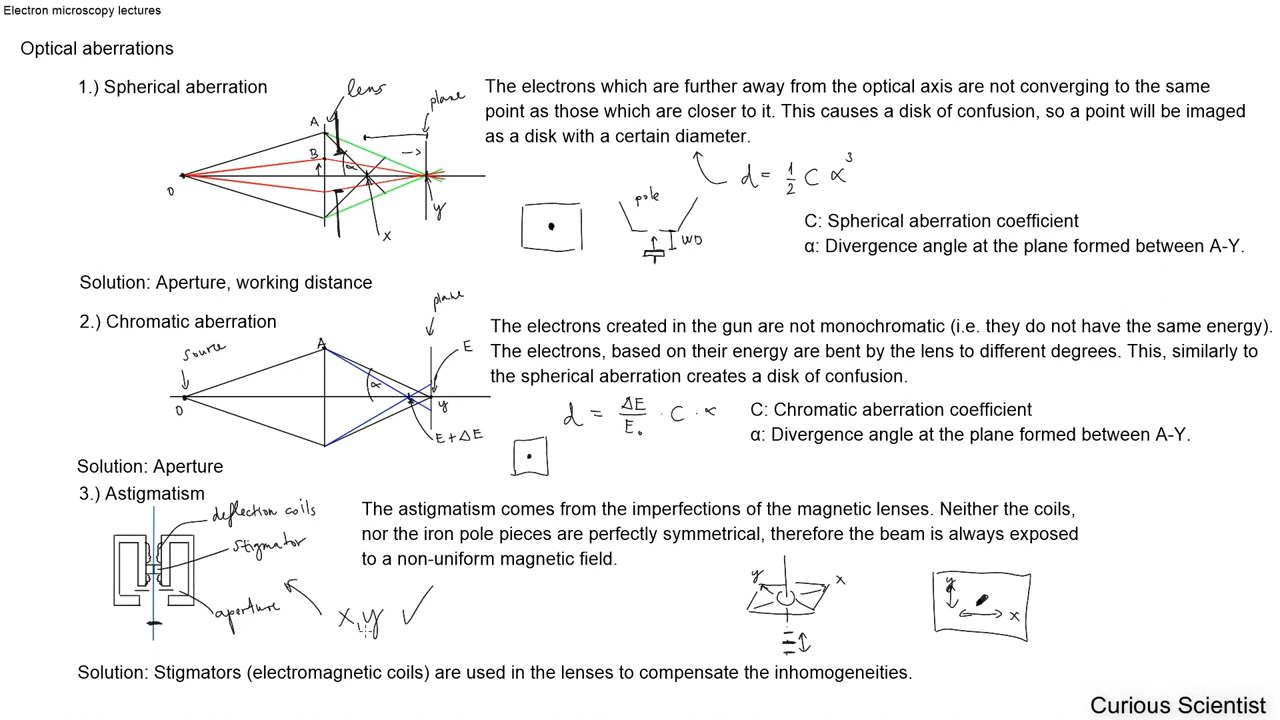 Electron microscopy lectures
Optical aberrations
1.) Spherical aberration
lens
plane
A
B
α
O
X
y
The electrons which are further away from the optical axis are not converging to the same
point as those which are closer to it. This causes a disk of confusion, so a point will be imaged
as a disk with a certain diameter.
d = 1/2 C α³
pole
WD
C: Spherical aberration coefficient
α: Divergence angle at the plane formed between A-Y.
Solution: Aperture, working distance
2.) Chromatic aberration
plane
source
A
E
α
O
y
E+ΔE
The electrons created in the gun are not monochromatic (i.e. they do not have the same energy).
The electrons, based on their energy are bent by the lens to different degrees. This, similarly to
the spherical aberration creates a disk of confusion.
d = ΔE/E₀ · C · α
C: Chromatic aberration coefficient
α: Divergence angle at the plane formed between A-Y.
Solution: Aperture
3.) Astigmatism
deflection coils
stigmator
aperture
x,y
The astigmatism comes from the imperfections of the magnetic lenses. Neither the coils,
nor the iron pole pieces are perfectly symmetrical, therefore the beam is always exposed
to a non-uniform magnetic field.
y
x
y
x
Solution: Stigmators (electromagnetic coils) are used in the lenses to compensate the inhomogeneities.
Curious Scientist